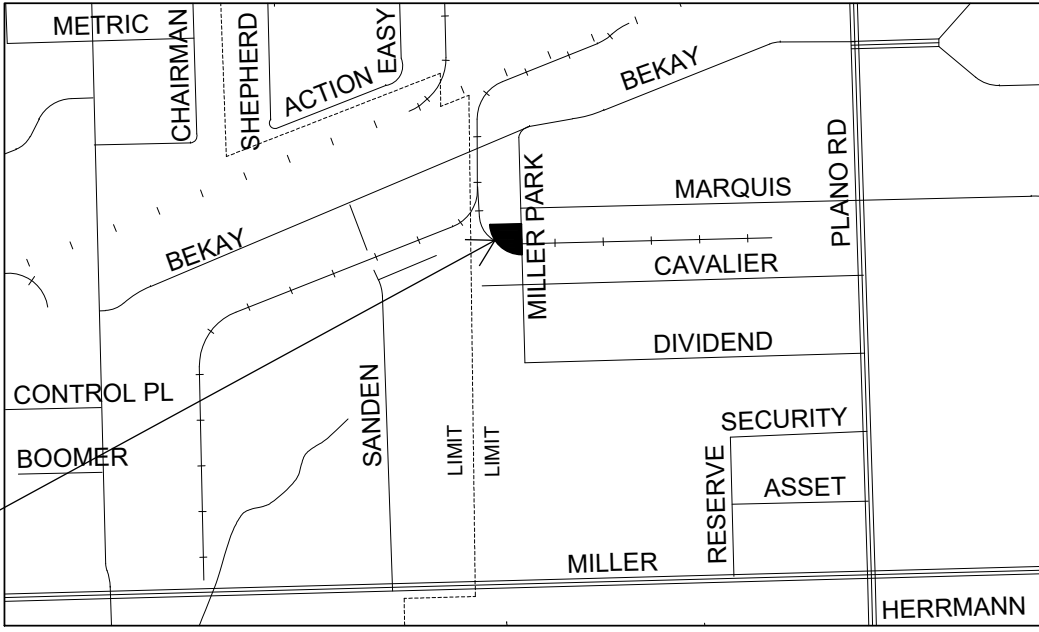 METRIC
CHAIRMAN
SHEPHERD
ACTION
EASY
BEKAY
PLANO RD
MILLER PARK
MARQUIS
BEKAY
CAVALIER
DIVIDEND
CONTROL PL
SANDEN
BOOMER
LIMIT
LIMIT
SECURITY
RESERVE
ASSET
MILLER
HERRMANN